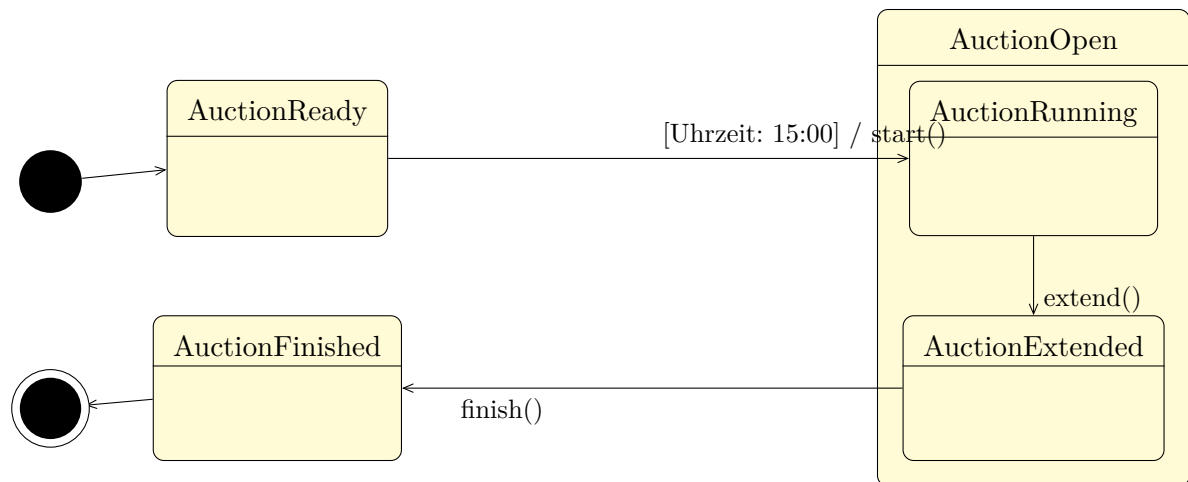 AuctionOpen
AuctionReady
AuctionRunning
[Uhrzeit: 15:00] / start()
extend()
AuctionFinished
AuctionExtended
finish()